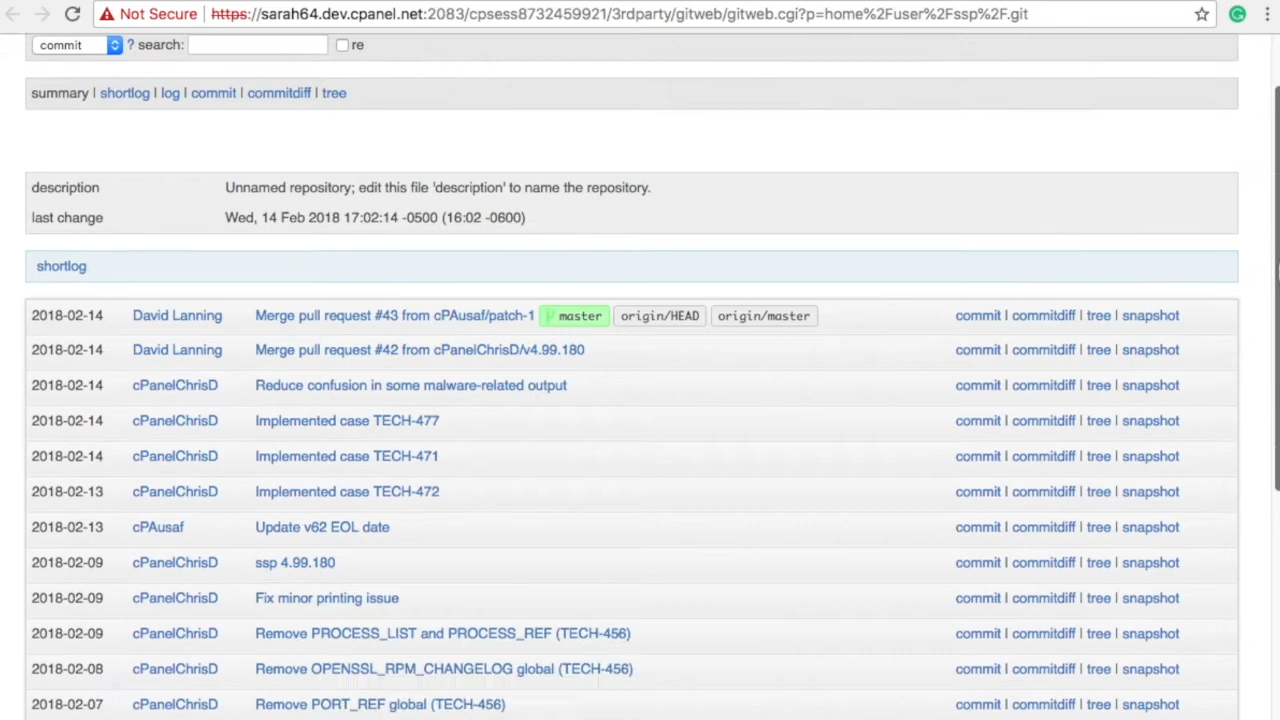 Not Secure https://sarah64.dev.cpanel.net:2083/cpsess8732459921/3rdparty/gitweb/gitweb.cgi?p=home%2Fuser%2Fssp%2F.git
commit ? search: re
summary | shortlog | log | commit | commitdiff | tree
description Unnamed repository; edit this file 'description' to name the repository.
last change Wed, 14 Feb 2018 17:02:14 -0500 (16:02 -0600)
shortlog
2018-02-14 David Lanning Merge pull request #43 from cPAusaf/patch-1 master origin/HEAD origin/master commit | commitdiff | tree | snapshot
2018-02-14 David Lanning Merge pull request #42 from cPanelChrisD/v4.99.180 commit | commitdiff | tree | snapshot
2018-02-14 cPanelChrisD Reduce confusion in some malware-related output commit | commitdiff | tree | snapshot
2018-02-14 cPanelChrisD Implemented case TECH-477 commit | commitdiff | tree | snapshot
2018-02-14 cPanelChrisD Implemented case TECH-471 commit | commitdiff | tree | snapshot
2018-02-13 cPanelChrisD Implemented case TECH-472 commit | commitdiff | tree | snapshot
2018-02-13 cPAusaf Update v62 EOL date commit | commitdiff | tree | snapshot
2018-02-09 cPanelChrisD ssp 4.99.180 commit | commitdiff | tree | snapshot
2018-02-09 cPanelChrisD Fix minor printing issue commit | commitdiff | tree | snapshot
2018-02-09 cPanelChrisD Remove PROCESS_LIST and PROCESS_REF (TECH-456) commit | commitdiff | tree | snapshot
2018-02-08 cPanelChrisD Remove OPENSSL_RPM_CHANGELOG global (TECH-456) commit | commitdiff | tree | snapshot
2018-02-07 cPanelChrisD Remove PORT_REF global (TECH-456) commit | commitdiff | tree | snapshot